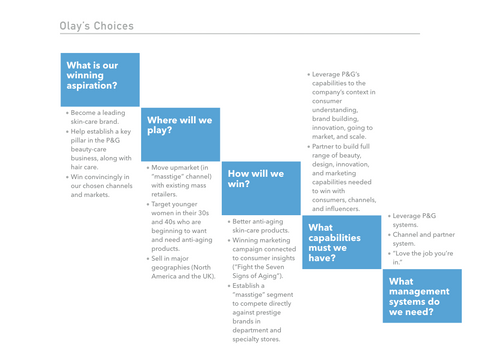 Olay's Choices
What is our
winning
aspiration?
• Become a leading
skin-care brand.
• Help establish a key
pillar in the P&G
beauty-care
business, along with
hair care.
• Win convincingly in
our chosen channels
and markets.
Where will we
play?
• Move upmarket (in
"masstige" channel)
with existing mass
retailers.
• Target younger
women in their 30s
and 40s who are
beginning to want
and need anti-aging
products.
• Sell in major
geographies (North
America and the UK).
How will we
win?
• Better anti-aging
skin-care products.
• Winning marketing
campaign connected
to consumer insights
("Fight the Seven
Signs of Aging").
• Establish a
"masstige" segment
to compete directly
against prestige
brands in
department and
specialty stores.
• Leverage P&G's
capabilities to the
company's context in
consumer
understanding,
brand building,
innovation, going to
market, and scale.
• Partner to build full
range of beauty,
design, innovation,
and marketing
capabilities needed
to win with
consumers, channels,
and influencers.
What
capabilities
must we
have?
• Leverage P&G
systems.
• Channel and partner
system.
• "Love the job you're
in."
What
management
systems do
we need?